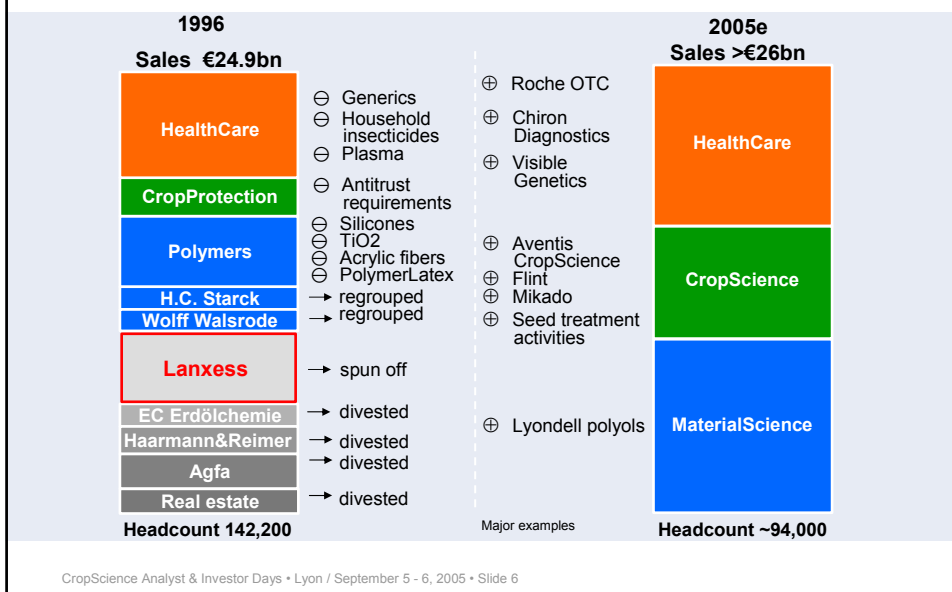 1996
Sales €24.9bn
HealthCare
CropProtection
Polymers
H.C. Starck
Wolff Walsrode
Lanxess
EC Erdölchemie
Haarmann&Reimer
Agfa
Real estate
Headcount 142,200
⊖ Generics
⊖ Household
insecticides
⊖ Plasma
⊖ Antitrust
requirements
⊖ Silicones
⊖ TiO2
⊖ Acrylic fibers
⊖ PolymerLatex
→ regrouped
→ regrouped
→ spun off
→ divested
→ divested
→ divested
→ divested
⊕ Roche OTC
⊕ Chiron
Diagnostics
⊕ Visible
Genetics
⊕ Aventis
CropScience
⊕ Flint
⊕ Mikado
⊕ Seed treatment
activities
⊕ Lyondell polyols
Major examples
2005e
Sales >€26bn
HealthCare
CropScience
MaterialScience
Headcount ~94,000
CropScience Analyst & Investor Days • Lyon / September 5 - 6, 2005 • Slide 6